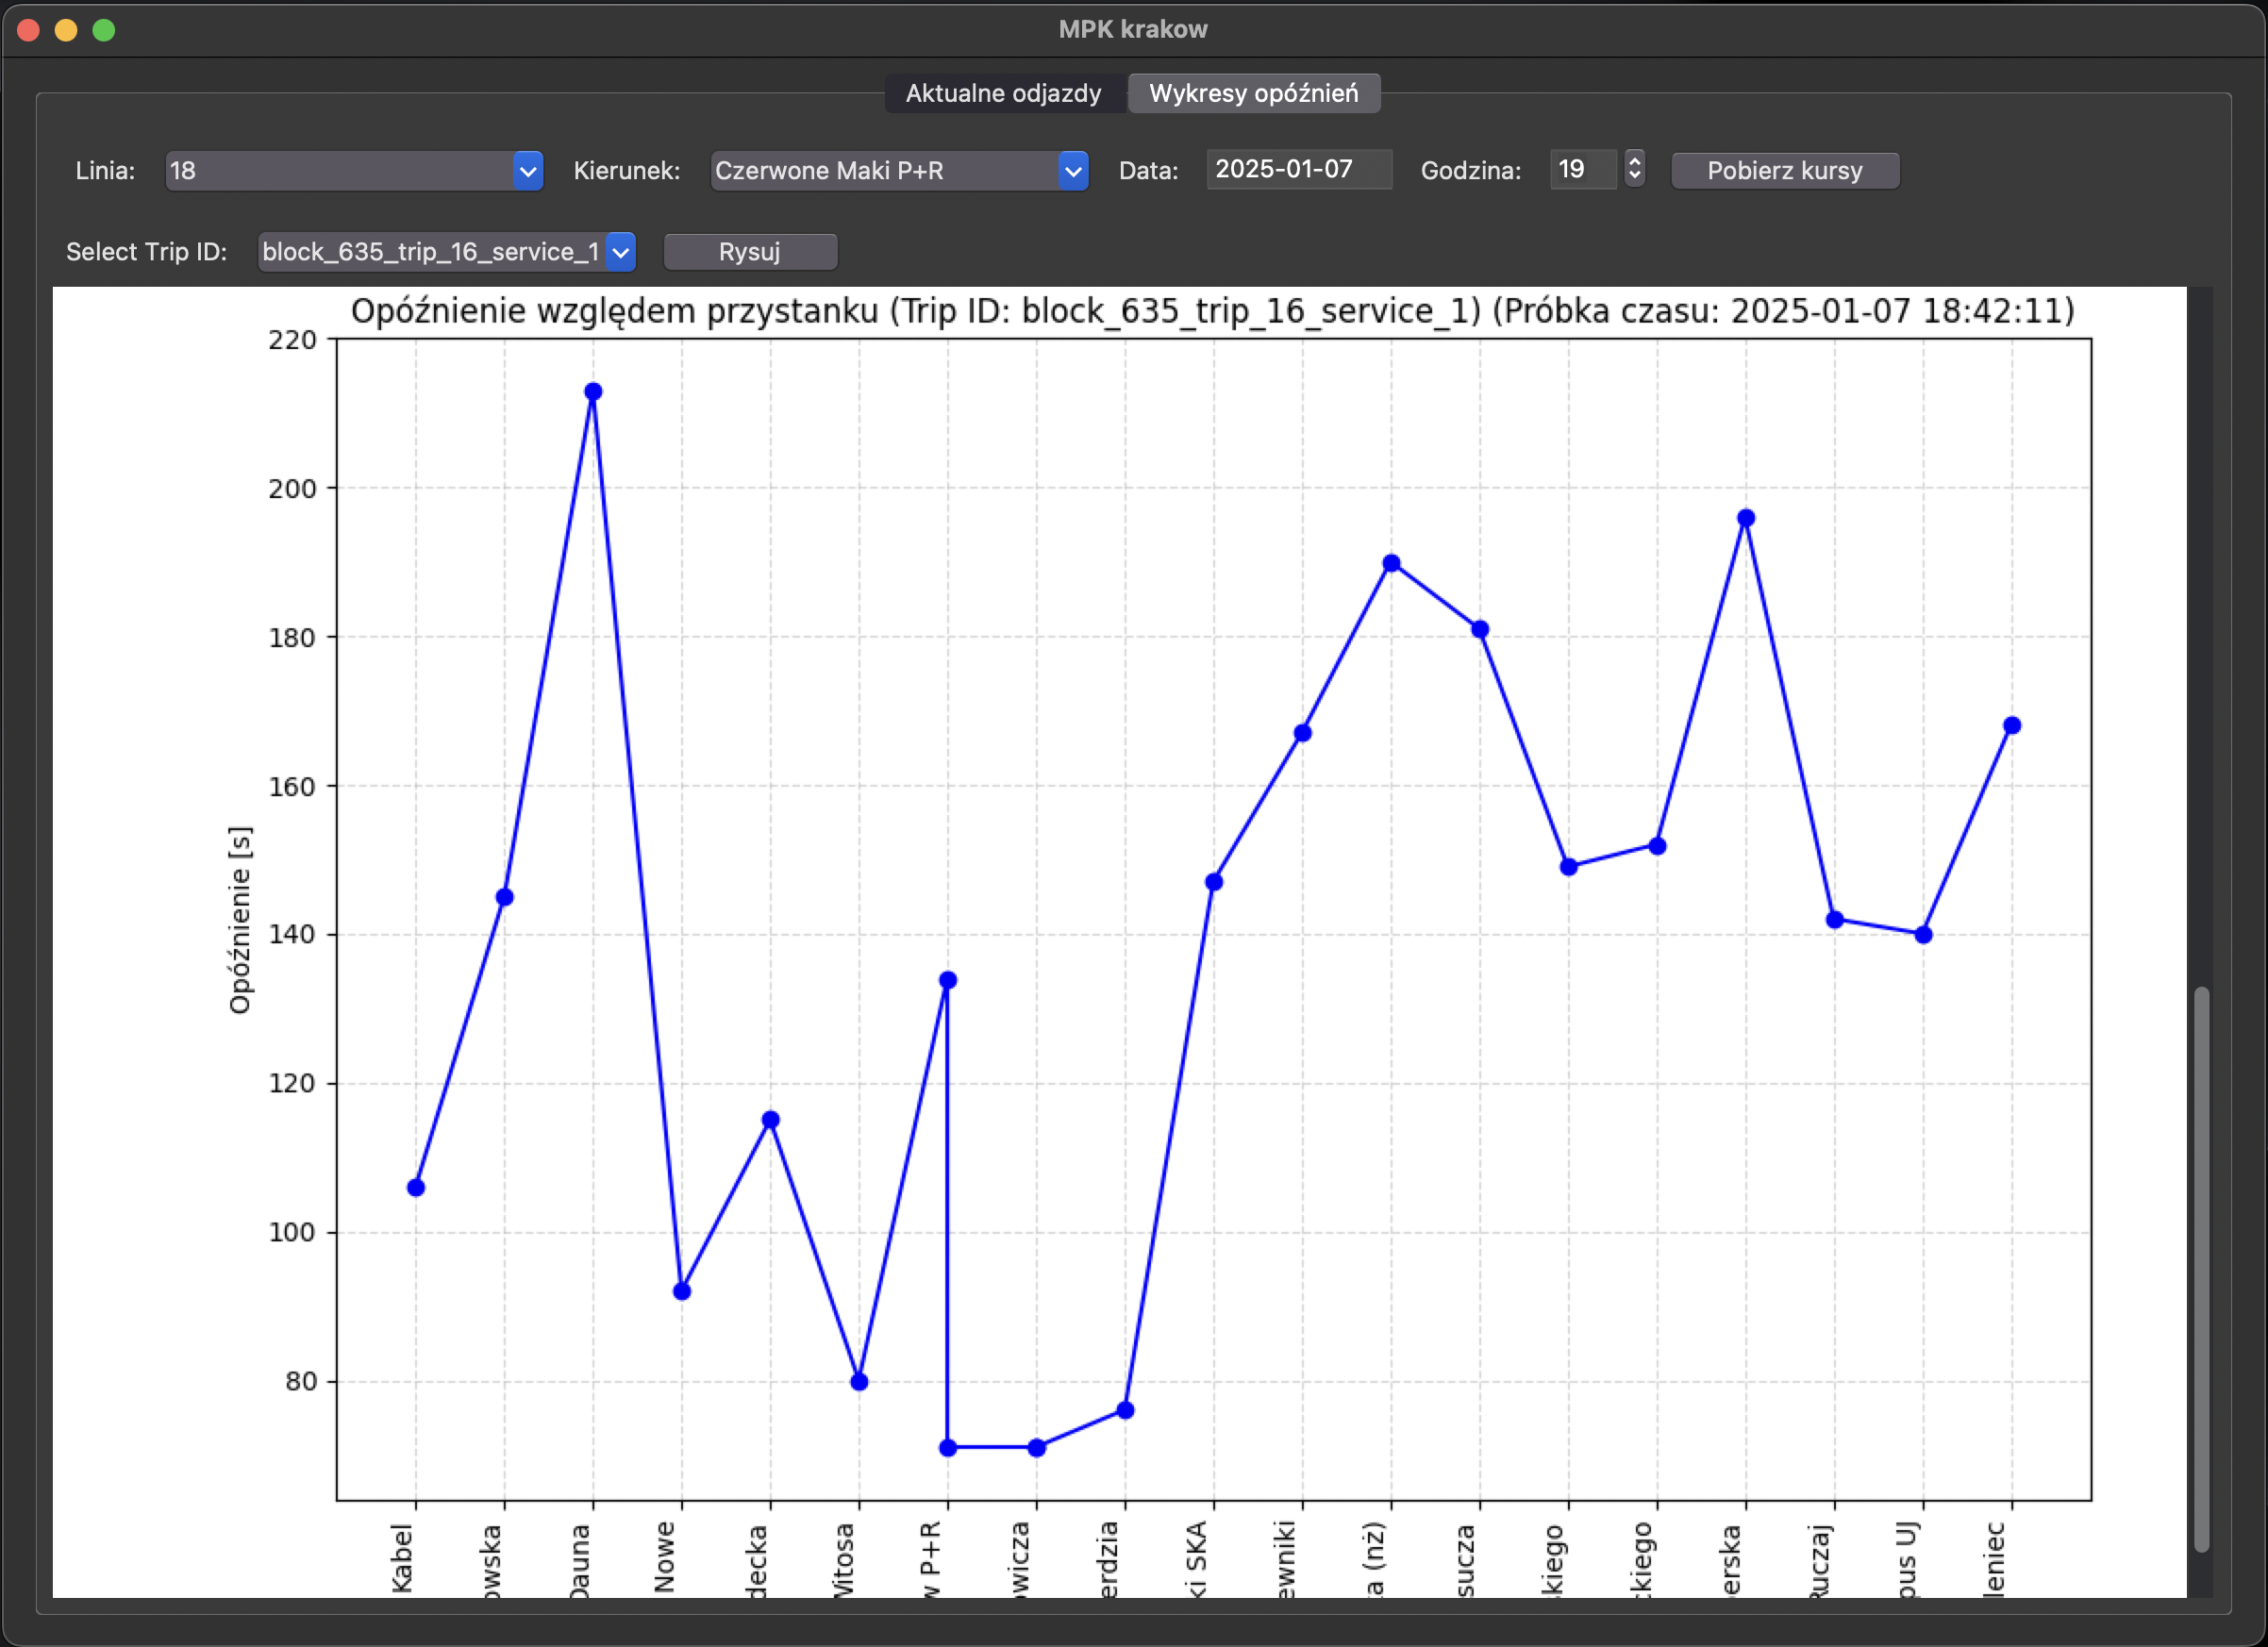 MPK krakow
Aktualne odjazdy Wykresy opóźnień
Linia: 18 Kierunek: Czerwone Maki P+R Data: 2025-01-07 Godzina: 19 Pobierz kursy
Select Trip ID: block_635_trip_16_service_1 Rysuj
Opóźnienie względem przystanku (Trip ID: block_635_trip_16_service_1) (Próbka czasu: 2025-01-07 18:42:11)
220
200
180
160
140
120
100
80
Opóźnienie [s]
Kabel
owska
Dauna
Nowe
decka
Witosa
w P+R
owicza
erdzia
ki SKA
ewniki
a (nż)
sucza
skiego
ckiego
erska
Ruczaj
pus UJ
leniec